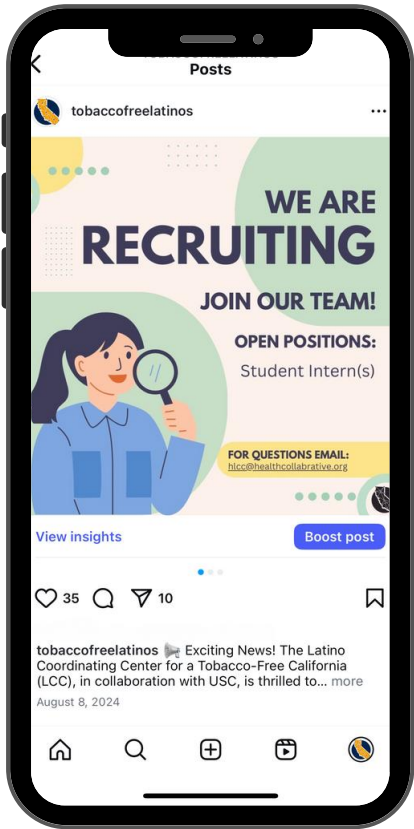 Posts
tobaccofreelatinos
WE ARE
RECRUITING
JOIN OUR TEAM!
OPEN POSITIONS:
Student Intern(s)
FOR QUESTIONS EMAIL:
hlcc@healthcollabrative.org
View insights
Boost post
35
10
tobaccofreelatinos 📢 Exciting News! The Latino
Coordinating Center for a Tobacco-Free California
(LCC), in collaboration with USC, is thrilled to... more
August 8, 2024